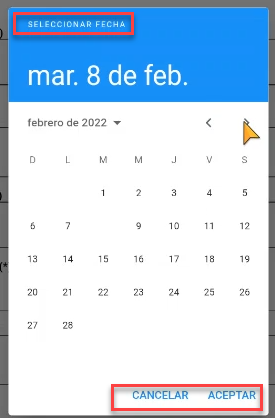 SELECCIONAR FECHA
mar. 8 de feb.
febrero de 2022
D L M M J V S
1 2 3 4 5
6 7 9 10 11 12
13 14 15 16 17 18 19
20 21 22 23 24 25 26
27 28
CANCELAR ACEPTAR